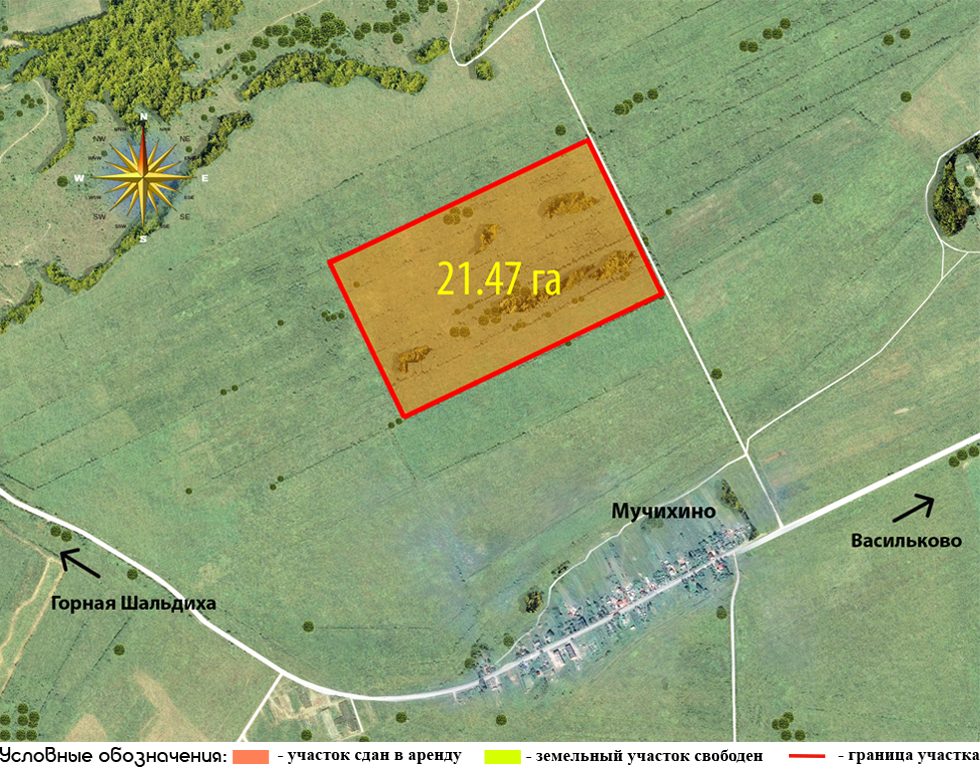 N
NW
NE
W
E
SW
SE
S
21.47 га
Мучихино
Васильково
Горная Шальдиха
Условные обозначения:
- участок сдан в аренду
- земельный участок свободен
- граница участка